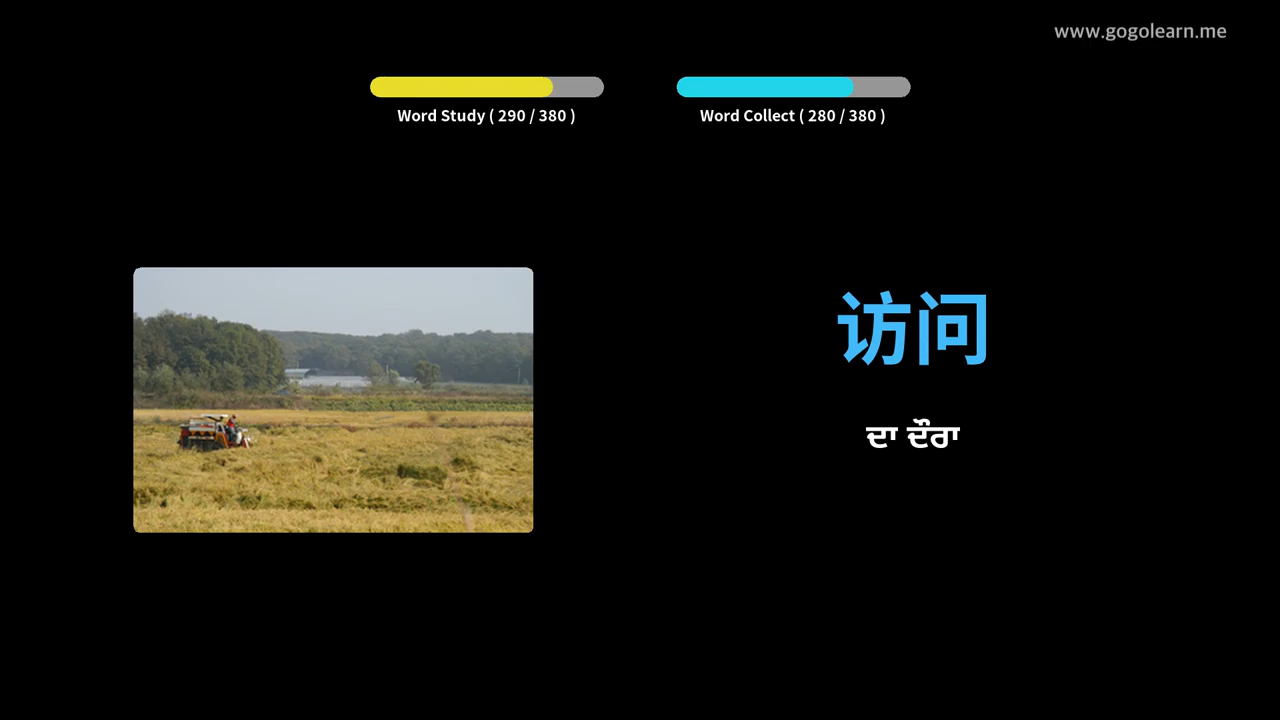 www.gogolearn.me
Word Study ( 290 / 380 )
Word Collect ( 280 / 380 )
访问
ਦਾ ਦੌਰਾ